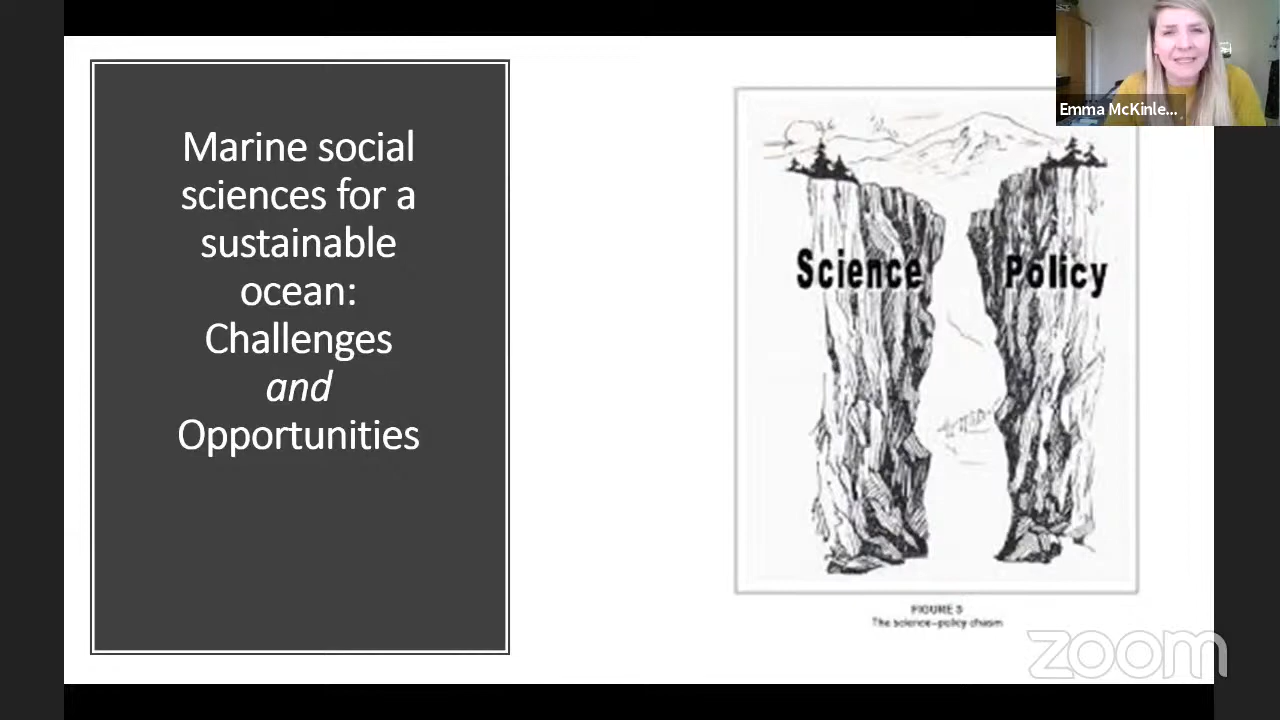 Marine social
sciences for a
sustainable
ocean:
Challenges
and
Opportunities
Science
Policy
FIGURE 3
The science-policy chasm
Emma McKinle...
zoom